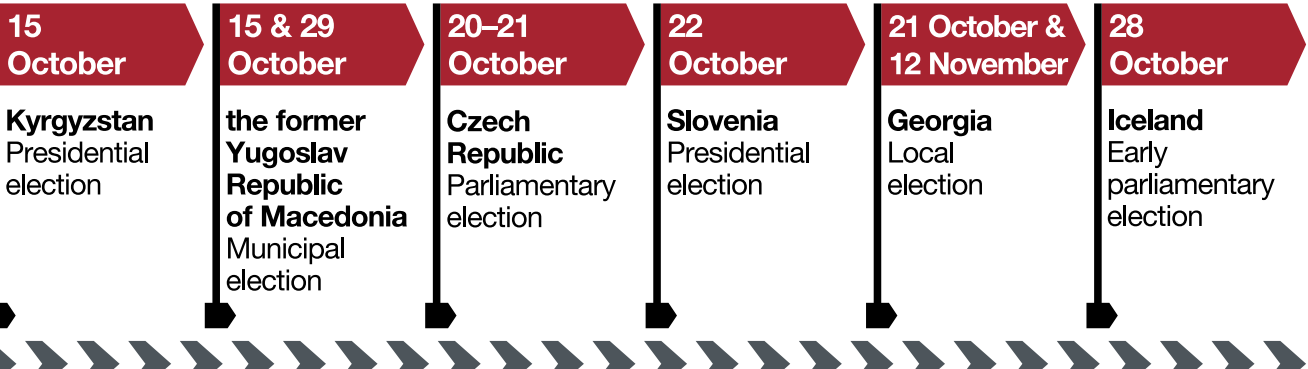 15
October
Kyrgyzstan
Presidential
election
15 & 29
October
the former
Yugoslav
Republic
of Macedonia
Municipal
election
20–21
October
Czech
Republic
Parliamentary
election
22
October
Slovenia
Presidential
election
21 October &
12 November
Georgia
Local
election
28
October
Iceland
Early
parliamentary
election